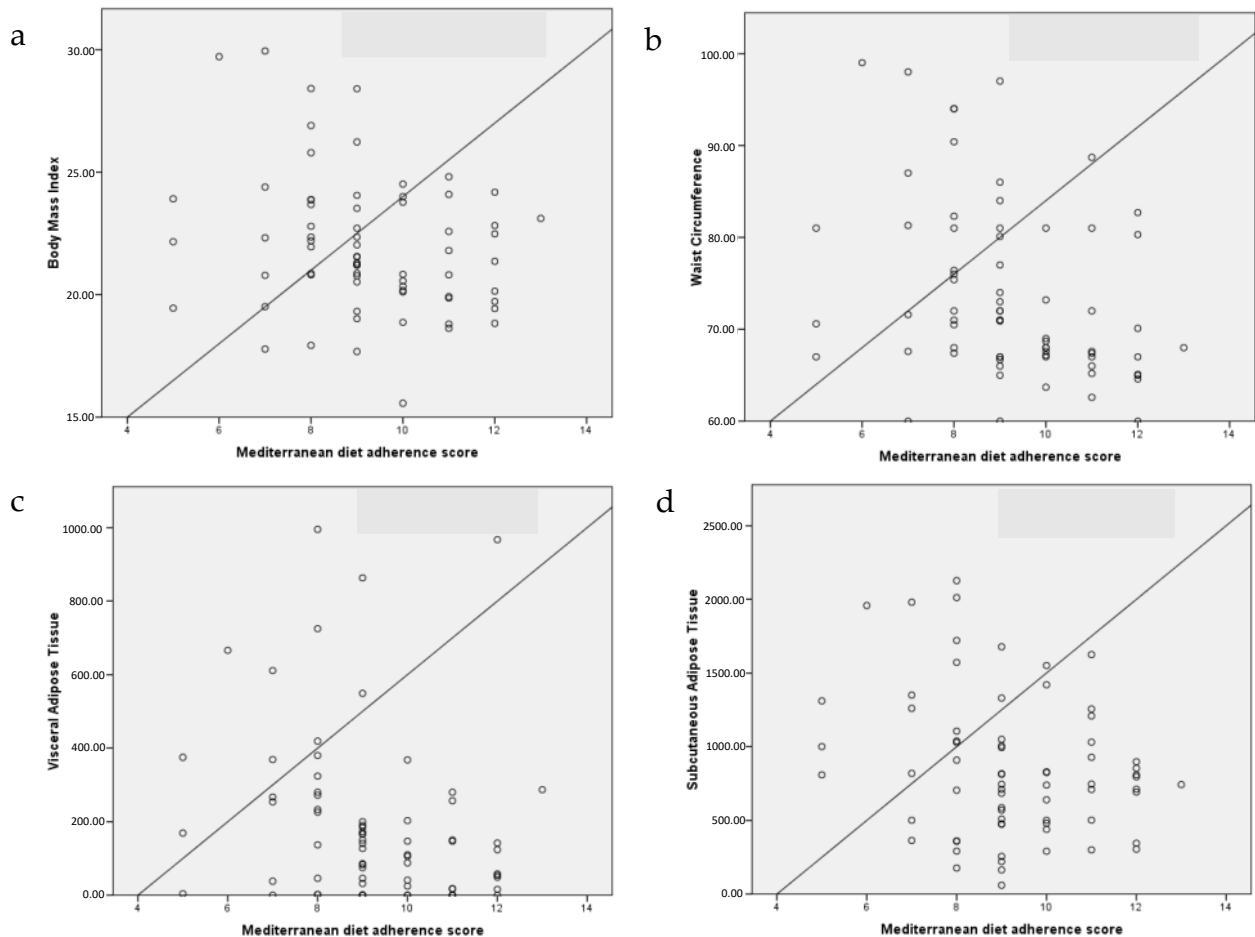 a
30.00
25.00
20.00
15.00
Body Mass Index
4 6 8 10 12 14
Mediterranean diet adherence score
b
100.00
90.00
80.00
70.00
60.00
Waist Circumference
4 6 8 10 12 14
Mediterranean diet adherence score
c
1000.00
800.00
600.00
400.00
200.00
0.00
Visceral Adipose Tissue
4 6 8 10 12 14
Mediterranean diet adherence score
d
2500.00
2000.00
1500.00
1000.00
500.00
0.00
Subcutaneous Adipose Tissue
4 6 8 10 12 14
Mediterranean diet adherence score